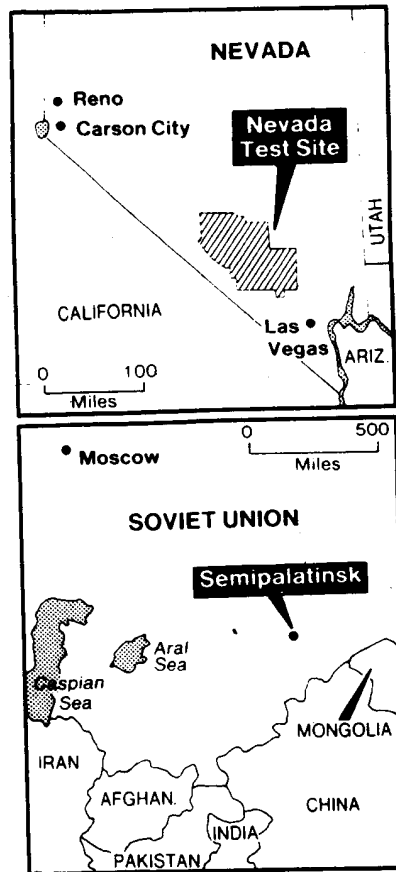 NEVADA
Reno
Carson City
Nevada
Test Site
UTAH
CALIFORNIA
Las
Vegas
ARIZ.
0 100
Miles
Moscow
0 500
Miles
SOVIET UNION
Semipalatinsk
Aral
Sea
Caspian
Sea
MONGOLIA
IRAN
AFGHAN.
CHINA
INDIA
PAKISTAN